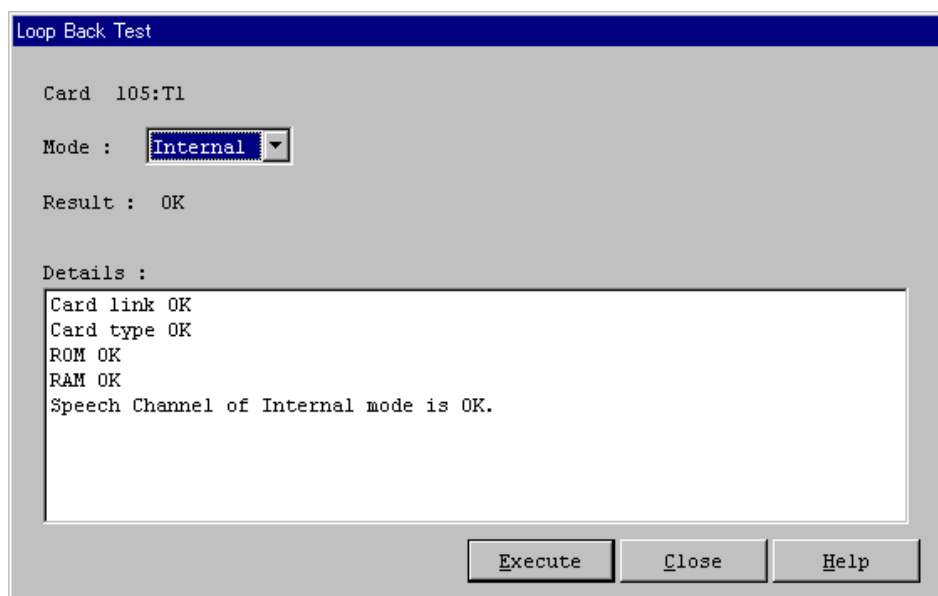 Loop Back Test
Card 105:T1
Mode : Internal
Result : OK
Details :
Card link OK
Card type OK
ROM OK
RAM OK
Speech Channel of Internal mode is OK.
Execute Close Help